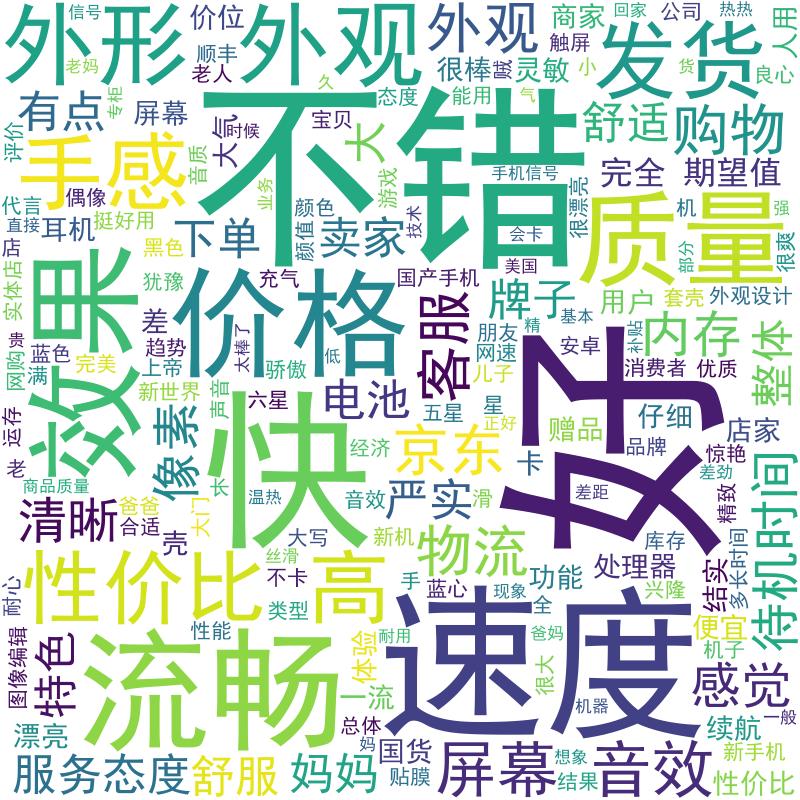 信号
回家
公司
热热
外形
外观
价位
外观
商家
触屏
人用
顺丰
老妈
老人
很棒
灵敏
小
发货
货
良心
有点
专柜
屏幕
不错
久
态度
能用
气
舒适
购物
评价
手感
音质
大气
时候
宝贝
大
手机信号
完全
期望值
偶像
业务
游戏
很漂亮
代言
直接
挺好用
耳机
下单
颜值
颜色
卖家
技术
会卡
质量
机
强
很爽
部分
店
黑色
实体店
效果
犹豫
价格
充气
国产手机
美国
牌子
用户
套壳
外观设计
差
客服
朋友
精
基本
内存
整体
网购
贵
蓝色
满
完美
趋势
上帝
太棒了
骄傲
低
网速
安卓
补贴
消费者
优质
儿子
新世界
声音
六星
电池
五星
星
正好
好
赠品
仔细
店家
运存
老
像素
长
快
经济
京东
卡
品牌
惊艳
差劲
商品质量
爸爸
大门
温热
音效
严实
滑
差距
精致
待机时间
清晰
合适
壳
大写
新机
物流
库存
多长时间
丝滑
性价比
高
不卡
类型
手
蓝心
现象
功能
处理器
兴隆
结实
耐心
性能
流畅
速度
全
便宜
图像编辑
特色
体验
耐用
爸妈
很大
机子
一流
机器
感觉
漂亮
总体
妈
续航
一般
服务态度
舒服
妈妈
国货
贴膜
屏幕
想象
结果
音效
新手机
性价比